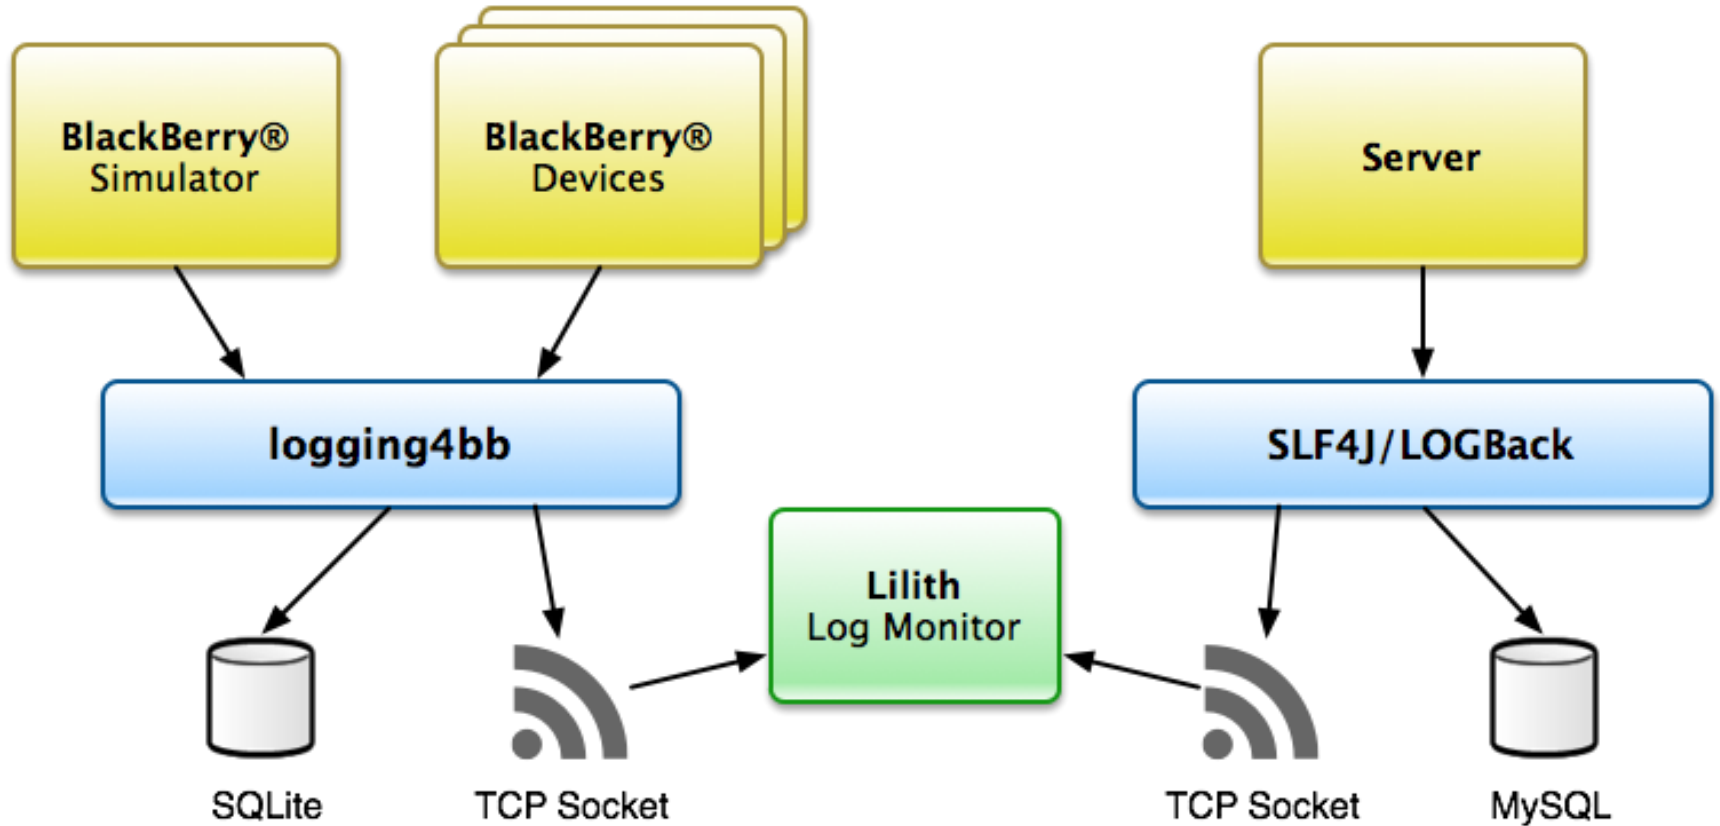 BlackBerry®
Simulator
BlackBerry®
Devices
Server
logging4bb
SLF4J/LOGBack
Lilith
Log Monitor
SQLite
TCP Socket
TCP Socket
MySQL